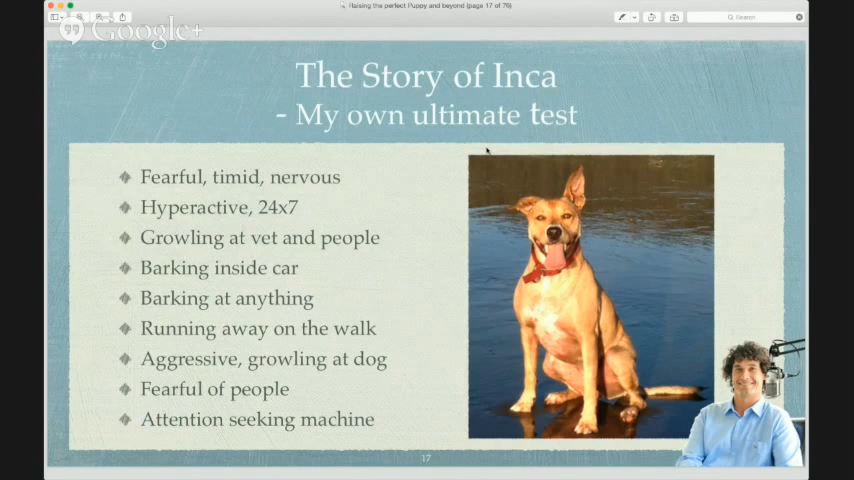 Raising the perfect Puppy and beyond (page 17 of 76)
Search
Google+
The Story of Inca
- My own ultimate test
Fearful, timid, nervous
Hyperactive, 24x7
Growling at vet and people
Barking inside car
Barking at anything
Running away on the walk
Aggressive, growling at dog
Fearful of people
Attention seeking machine
17